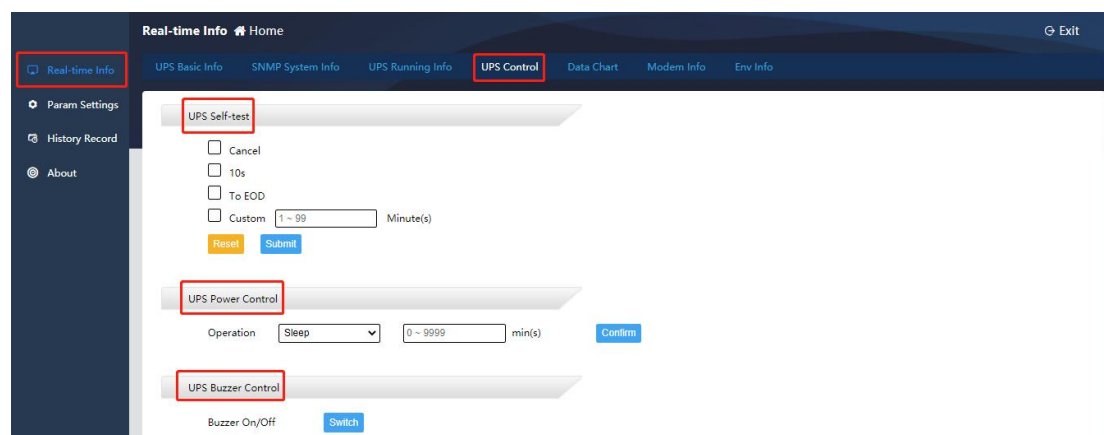 Real-time Info Home Exit
Real-time Info
Param Settings
History Record
About
UPS Basic Info SNMP System Info UPS Running Info UPS Control Data Chart Modem Info Env Info
UPS Self-test
Cancel
10s
To EOD
Custom 1 ~ 99 Minute(s)
Reset Submit
UPS Power Control
Operation Sleep 0 ~ 9999 min(s) Confirm
UPS Buzzer Control
Buzzer On/Off Switch